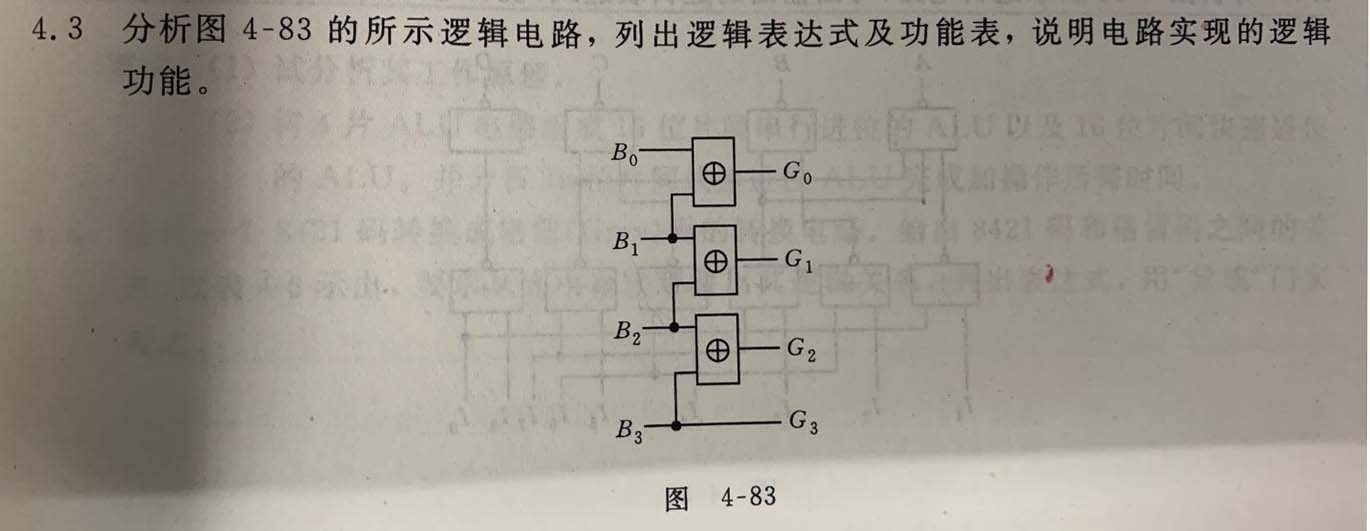 4.3 分析图 4-83 的所示逻辑电路，列出逻辑表达式及功能表，说明电路实现的逻辑
功能。
B₀ ⊕ G₀
B₁ ⊕ G₁
B₂ ⊕ G₂
B₃ G₃
图 4-83